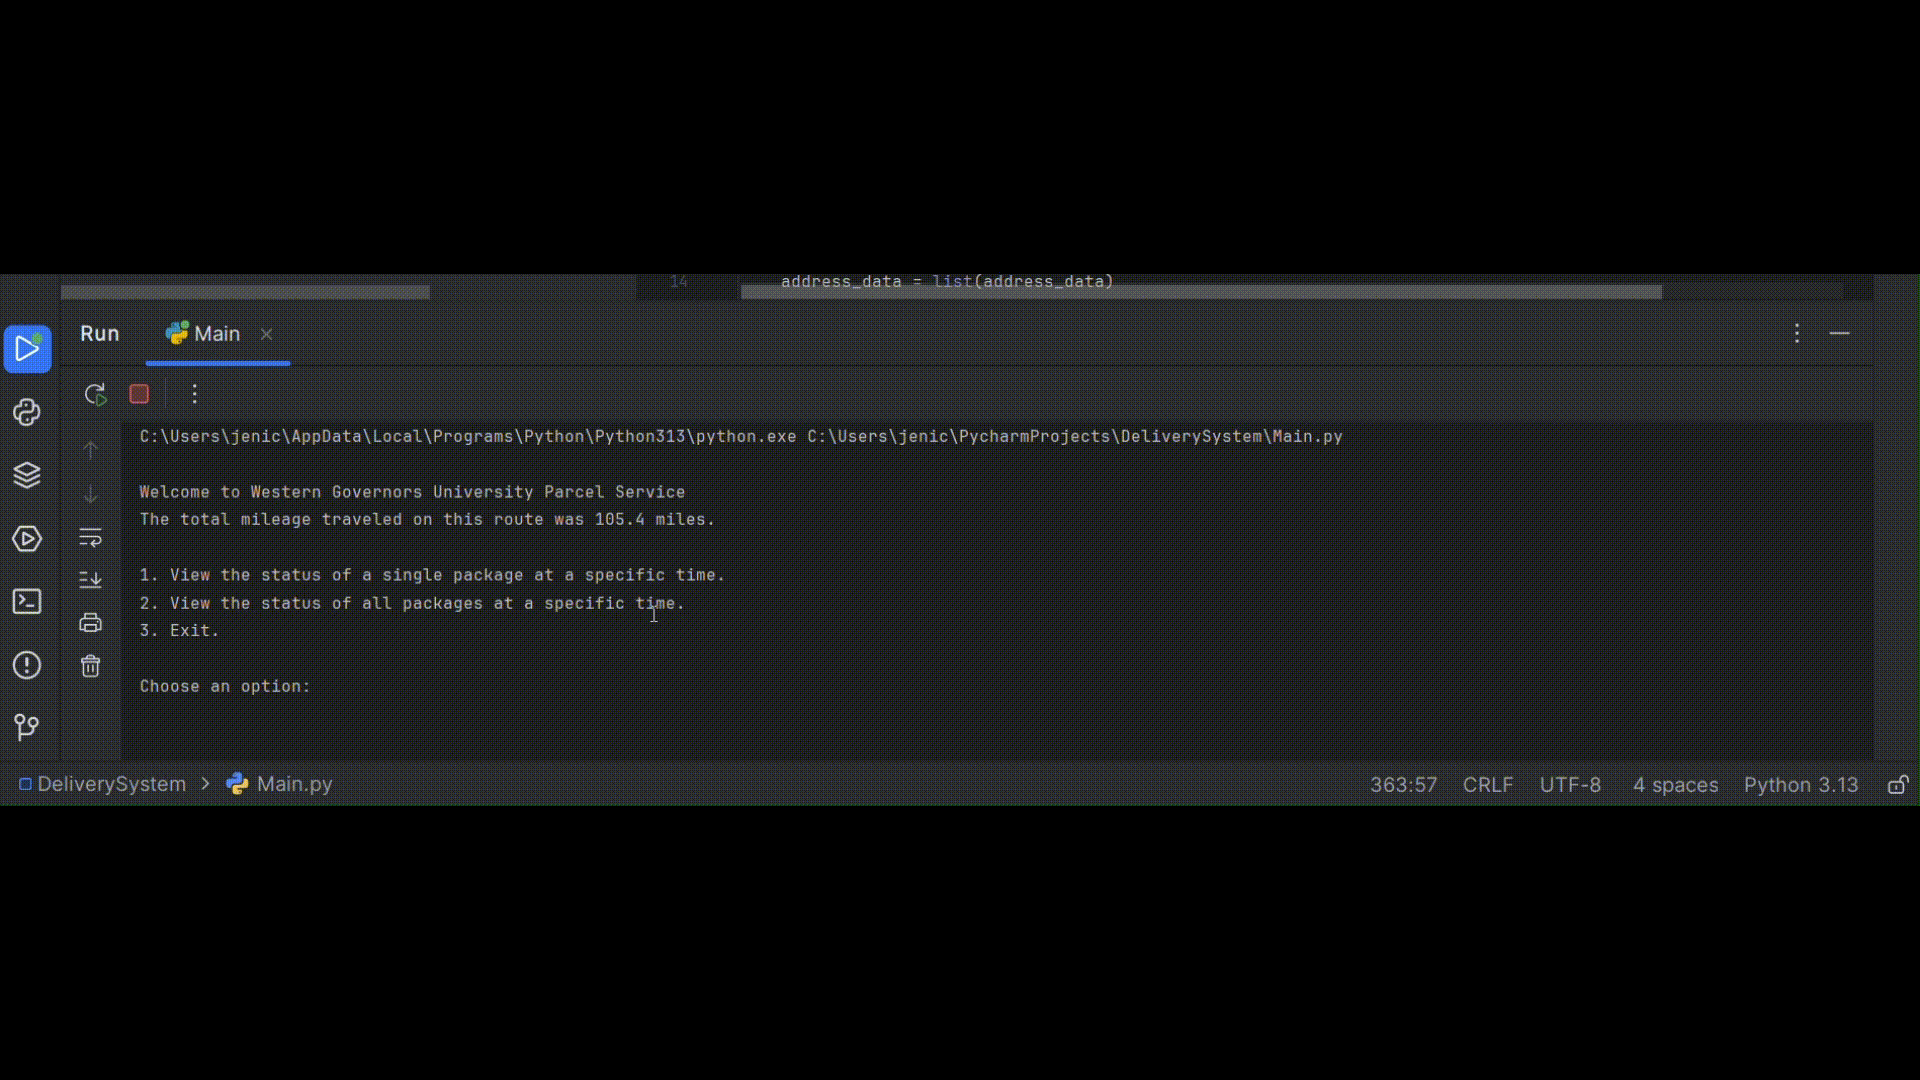 14 address_data = list(address_data)
Run Main
C:\Users\jenic\AppData\Local\Programs\Python\Python313\python.exe C:\Users\jenic\PycharmProjects\DeliverySystem\Main.py
Welcome to Western Governors University Parcel Service
The total mileage traveled on this route was 105.4 miles.
1. View the status of a single package at a specific time.
2. View the status of all packages at a specific time.
3. Exit.
Choose an option:
DeliverySystem > Main.py 363:57 CRLF UTF-8 4 spaces Python 3.13